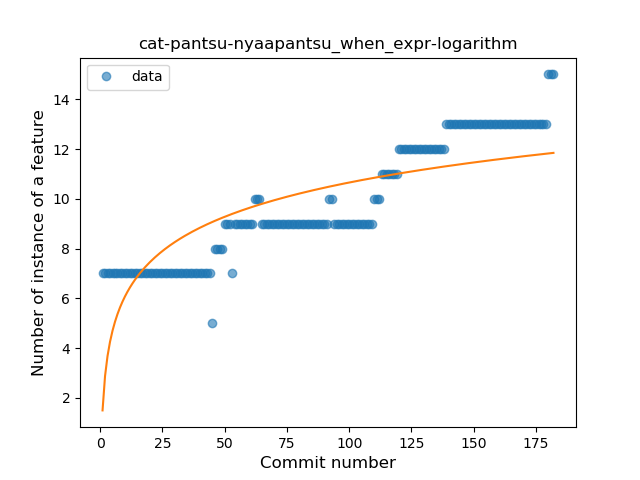 cat-pantsu-nyaapantsu_when_expr-logarithm
data
Number of instance of a feature
14
12
10
8
6
4
2
0 25 50 75 100 125 150 175
Commit number